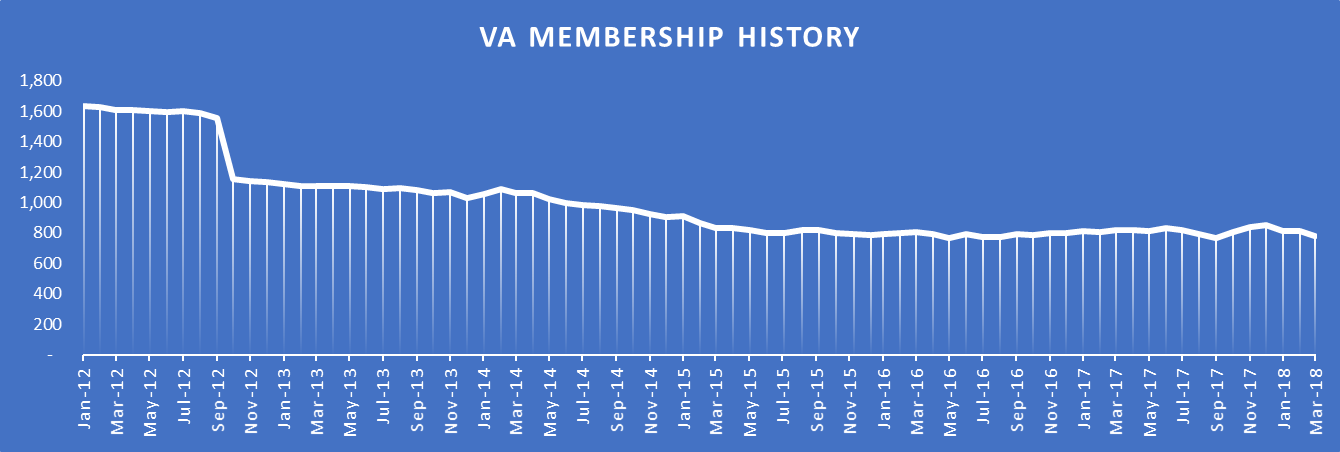 VA MEMBERSHIP HISTORY
1,800
1,600
1,400
1,200
1,000
800
600
400
200
-
Jan-12
Mar-12
May-12
Jul-12
Sep-12
Nov-12
Jan-13
Mar-13
May-13
Jul-13
Sep-13
Nov-13
Jan-14
Mar-14
May-14
Jul-14
Sep-14
Nov-14
Jan-15
Mar-15
May-15
Jul-15
Sep-15
Nov-15
Jan-16
Mar-16
May-16
Jul-16
Sep-16
Nov-16
Jan-17
Mar-17
May-17
Jul-17
Sep-17
Nov-17
Jan-18
Mar-18